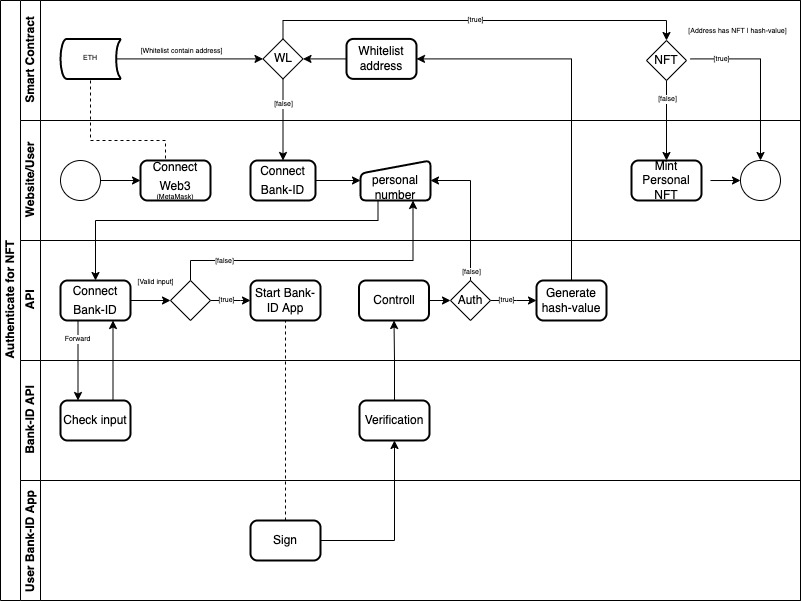 Authenticate for NFT
Smart Contract
ETH
[Whitelist contain address]
WL
Whitelist
address
[true]
[false]
NFT
[Address has NFT I hash-value]
[true]
[false]
Website/User
Connect
Web3
(MetaMask)
Connect
Bank-ID
personal
number
Mint
Personal
NFT
API
Connect
Bank-ID
[Valid input]
[false]
[true]
Start Bank-
ID App
Controll
Auth
[false]
[true]
Generate
hash-value
Forward
Bank-ID API
Check input
Verification
User Bank-ID App
Sign